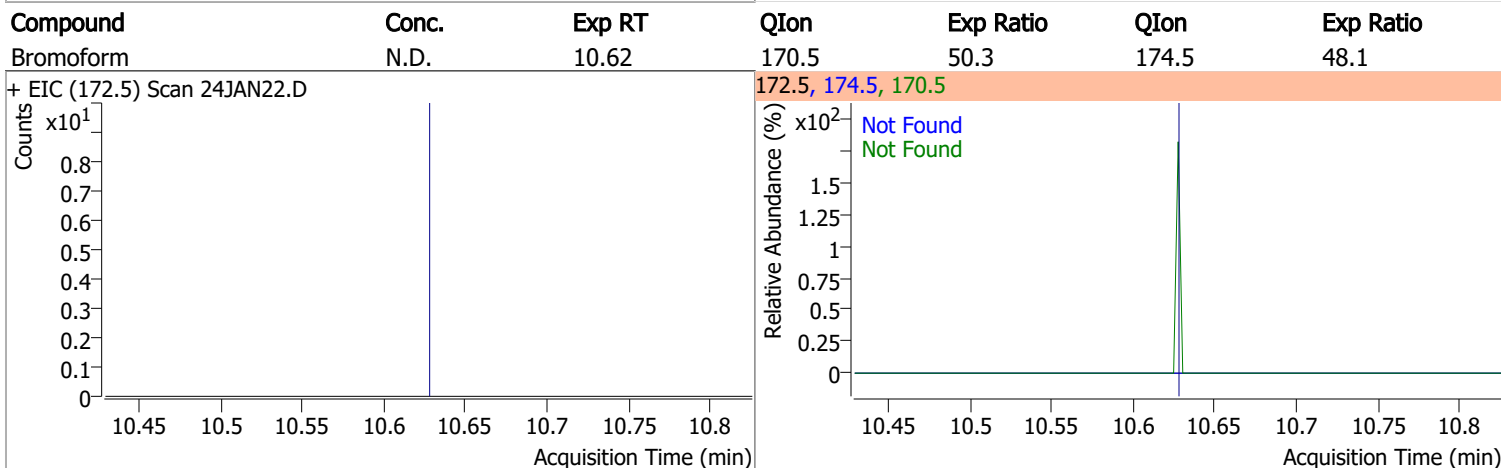 Compound Conc. Exp RT QIon Exp Ratio QIon Exp Ratio
Bromoform N.D. 10.62 170.5 50.3 174.5 48.1
+ EIC (172.5) Scan 24JAN22.D
Counts
x10^1
0.8
0.7
0.6
0.5
0.4
0.3
0.2
0.1
0
10.45 10.5 10.55 10.6 10.65 10.7 10.75 10.8
Acquisition Time (min)
172.5, 174.5, 170.5
Relative Abundance (%)
x10^2
Not Found
Not Found
1.5
1.25
1
0.75
0.5
0.25
0
10.45 10.5 10.55 10.6 10.65 10.7 10.75 10.8
Acquisition Time (min)